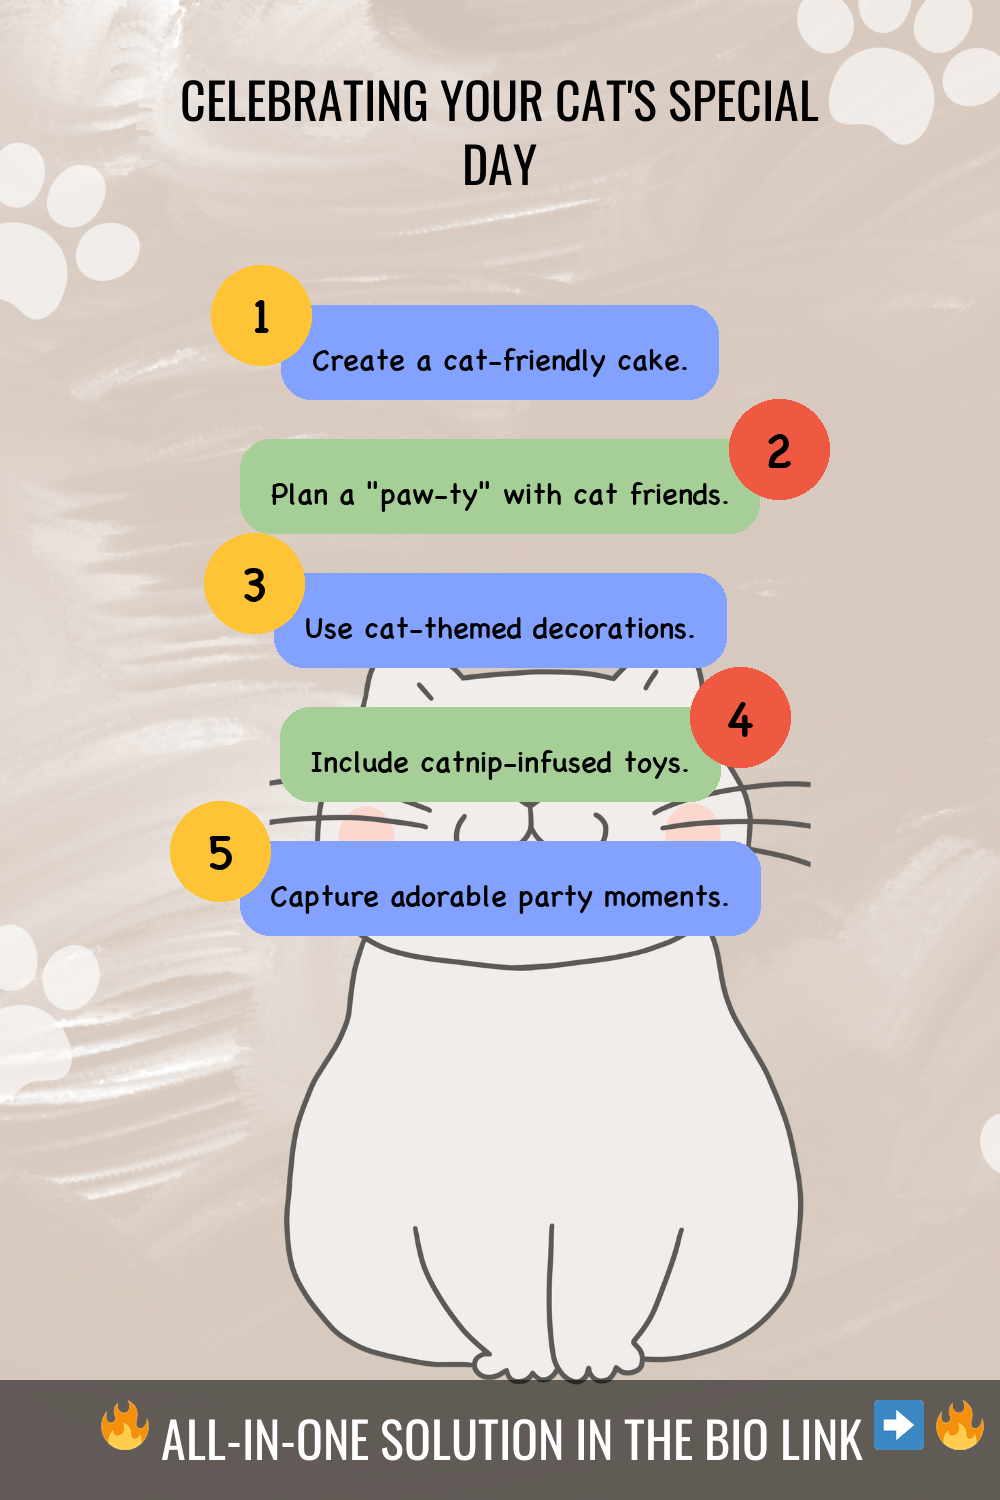 CELEBRATING YOUR CAT'S SPECIAL
DAY
1
Create a cat-friendly cake.
2
Plan a "paw-ty" with cat friends.
3
Use cat-themed decorations.
4
Include catnip-infused toys.
5
Capture adorable party moments.
🔥 ALL-IN-ONE SOLUTION IN THE BIO LINK ➡️ 🔥